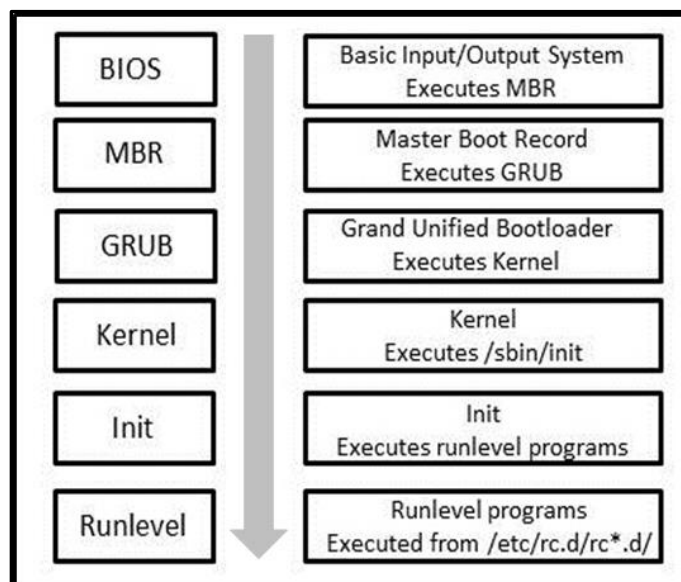 BIOS
Basic Input/Output System
Executes MBR
MBR
Master Boot Record
Executes GRUB
GRUB
Grand Unified Bootloader
Executes Kernel
Kernel
Kernel
Executes /sbin/init
Init
Init
Executes runlevel programs
Runlevel
Runlevel programs
Executed from /etc/rc.d/rc*.d/